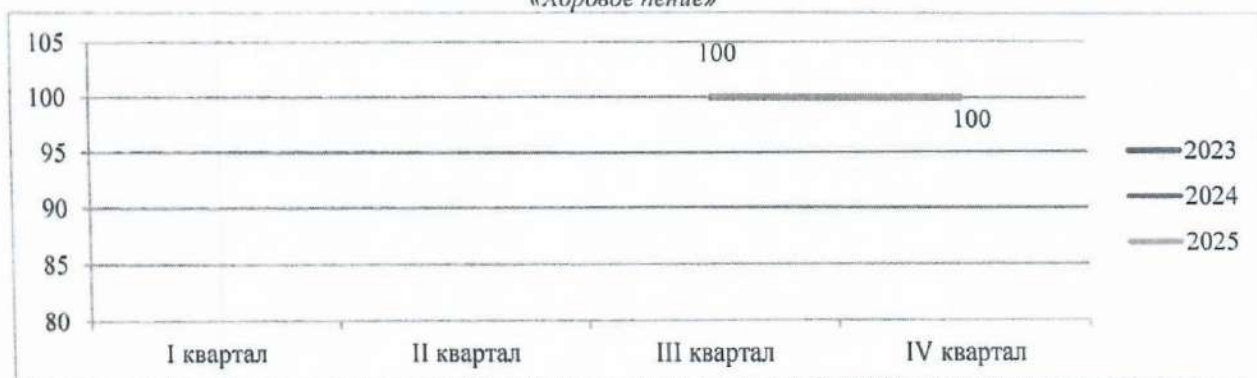 «Хоровое пение»
105
100
100
100
95
90
85
80
2023
2024
2025
I квартал
II квартал
III квартал
IV квартал